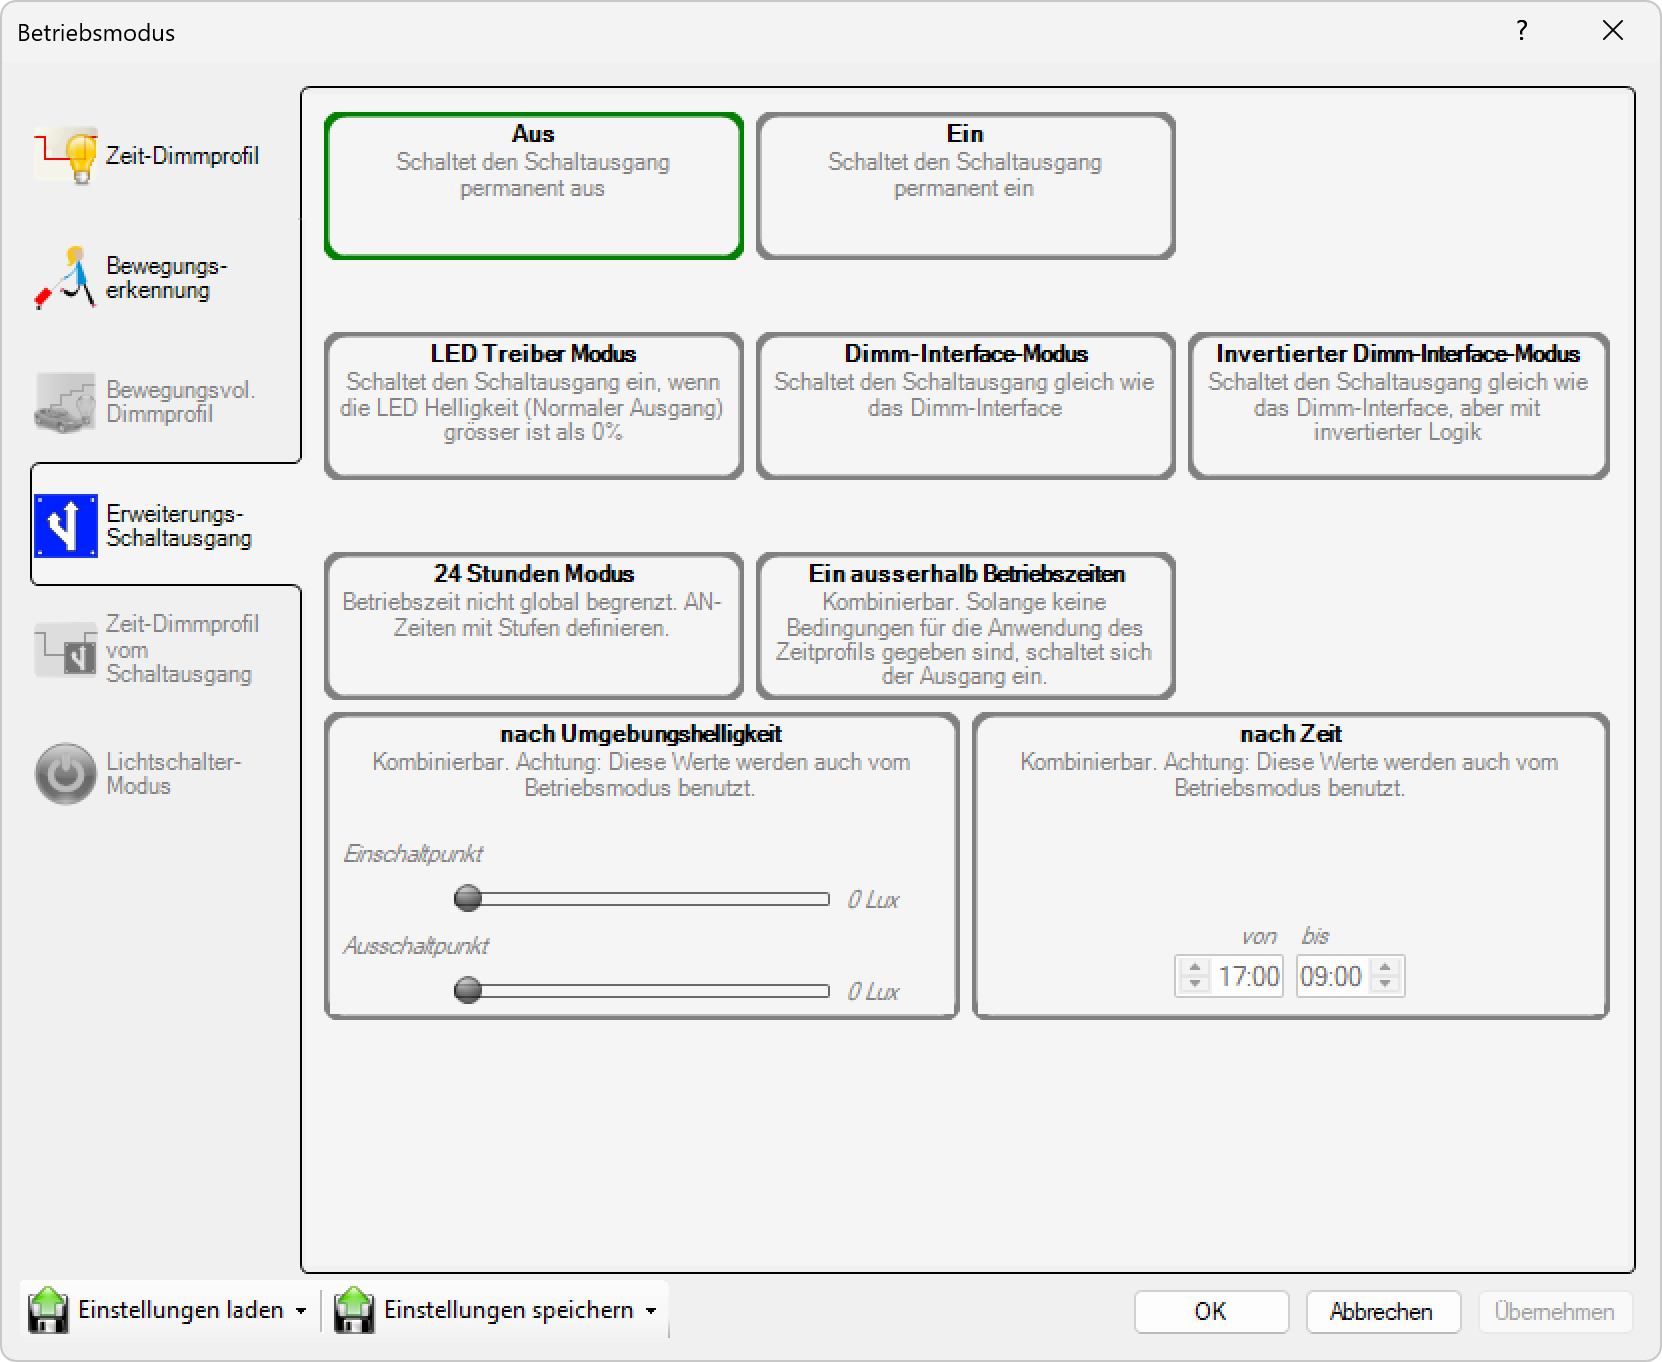 Betriebsmodus
?
Zeit-Dimmprofil
Bewegungs-
erkennung
Bewegungsvol.
Dimmprofil
Erweiterungs-
Schaltausgang
Zeit-Dimmprofil
vom
Schaltausgang
Lichtschalter-
Modus
Aus
Schaltet den Schaltausgang
permanent aus
Ein
Schaltet den Schaltausgang
permanent ein
LED Treiber Modus
Schaltet den Schaltausgang ein, wenn
die LED Helligkeit (Normaler Ausgang)
grösser ist als 0%
Dimm-Interface-Modus
Schaltet den Schaltausgang gleich wie
das Dimm-Interface
Invertierter Dimm-Interface-Modus
Schaltet den Schaltausgang gleich wie
das Dimm-Interface, aber mit
invertierter Logik
24 Stunden Modus
Betriebszeit nicht global begrenzt. AN-
Zeiten mit Stufen definieren.
Ein ausserhalb Betriebszeiten
Kombinierbar. Solange keine
Bedingungen für die Anwendung des
Zeitprofils gegeben sind, schaltet sich
der Ausgang ein.
nach Umgebungshelligkeit
Kombinierbar. Achtung: Diese Werte werden auch vom
Betriebsmodus benutzt.
Einschaltpunkt
0 Lux
Ausschaltpunkt
0 Lux
nach Zeit
Kombinierbar. Achtung: Diese Werte werden auch vom
Betriebsmodus benutzt.
von bis
17:00 09:00
Einstellungen laden
Einstellungen speichern
OK
Abbrechen
Übernehmen